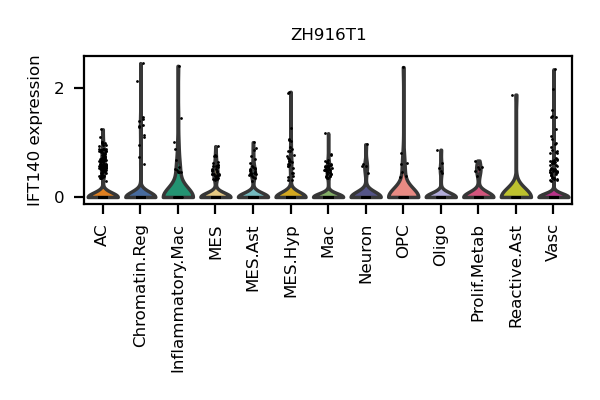 ZH916T1
IFT140 expression
2
0
AC
Chromatin.Reg
Inflammatory.Mac
MES
MES.Ast
MES.Hyp
Mac
Neuron
OPC
Oligo
Prolif.Metab
Reactive.Ast
Vasc